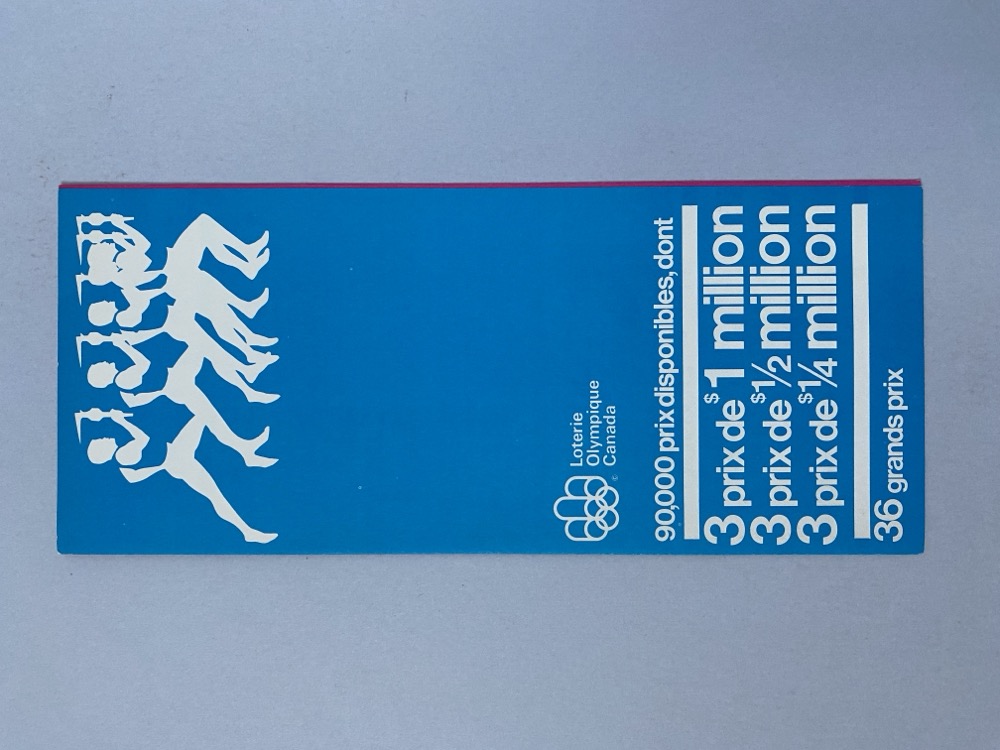 Loterie
Olympique
Canada
©
90,000 prix disponibles, dont
3 prix de $1 million
3 prix de $1/2 million
3 prix de $1/4 million
36 grands prix